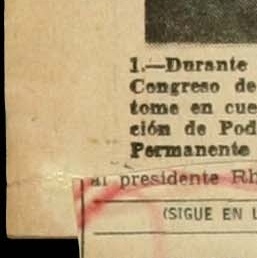 1.—Durante
Congreso de
tome en cue
ción de Pod
Permanente
al presidente Rh
(SIGUE EN L